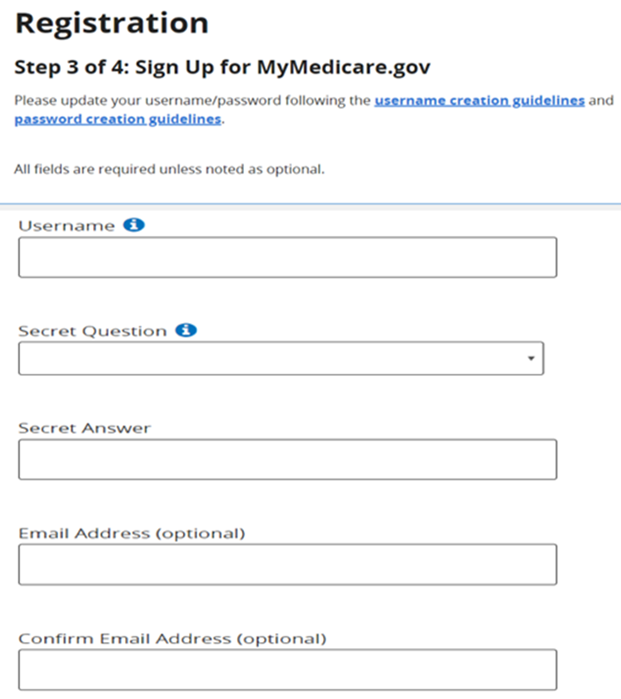 Registration
Step 3 of 4: Sign Up for MyMedicare.gov
Please update your username/password following the username creation guidelines and
password creation guidelines.
All fields are required unless noted as optional.
Username
Secret Question
Secret Answer
Email Address (optional)
Confirm Email Address (optional)